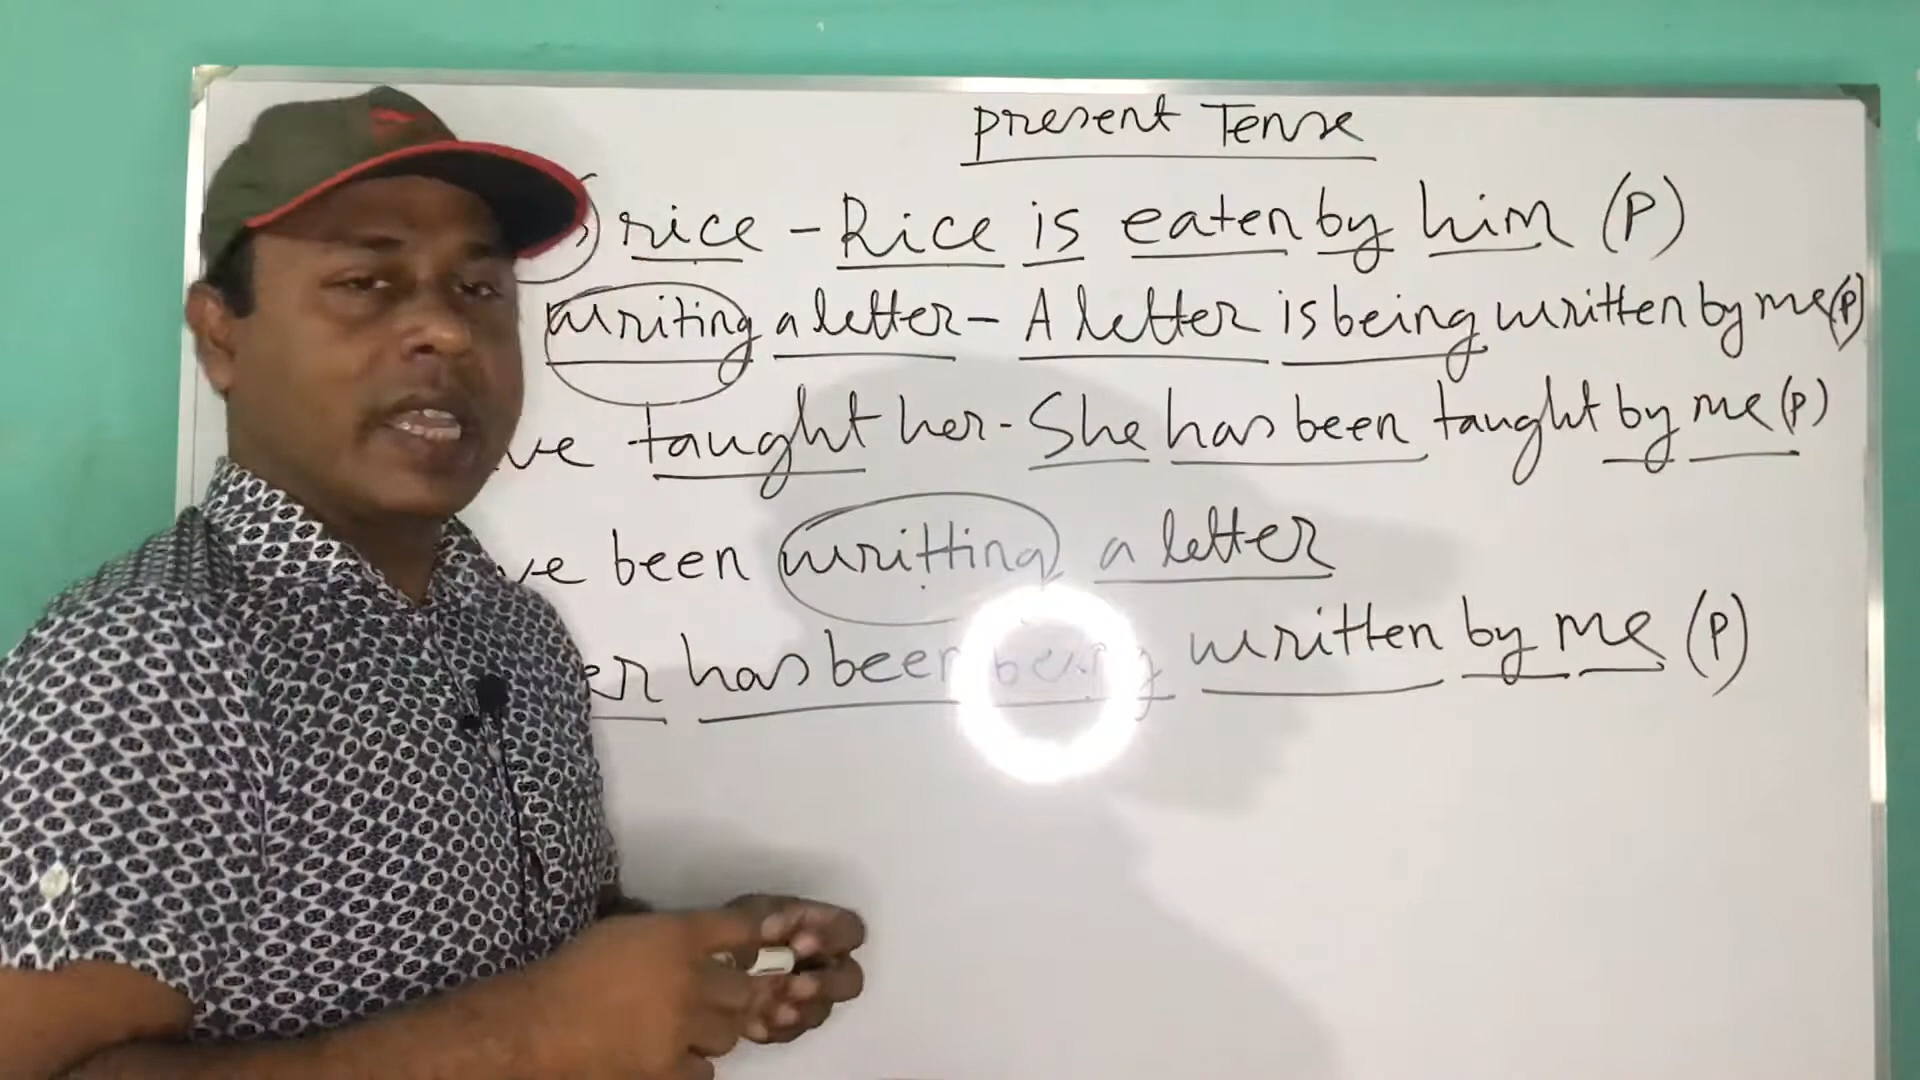 present Tense
rice - Rice is eaten by him (P)
writing a letter - A letter is being written by me (P)
ve taught her - She has been taught by me (P)
ve been writting a letter
er has been being written by me (P)